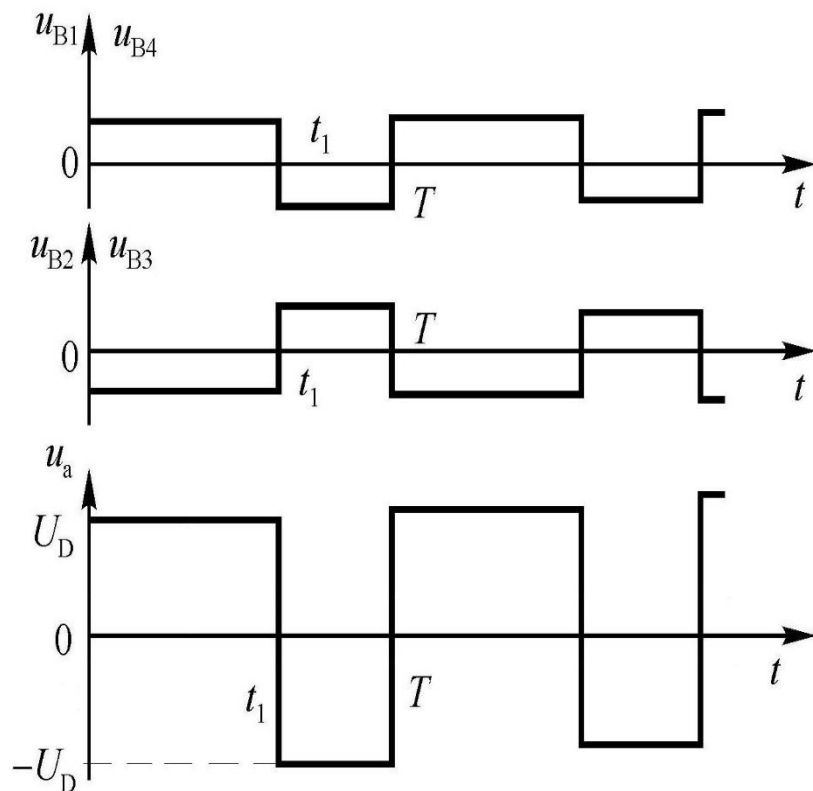 u_B1 u_B4
t_1
0
T t
u_B2 u_B3
T
0
t_1 t
u_a
U_D
0
t_1 T t
-U_D